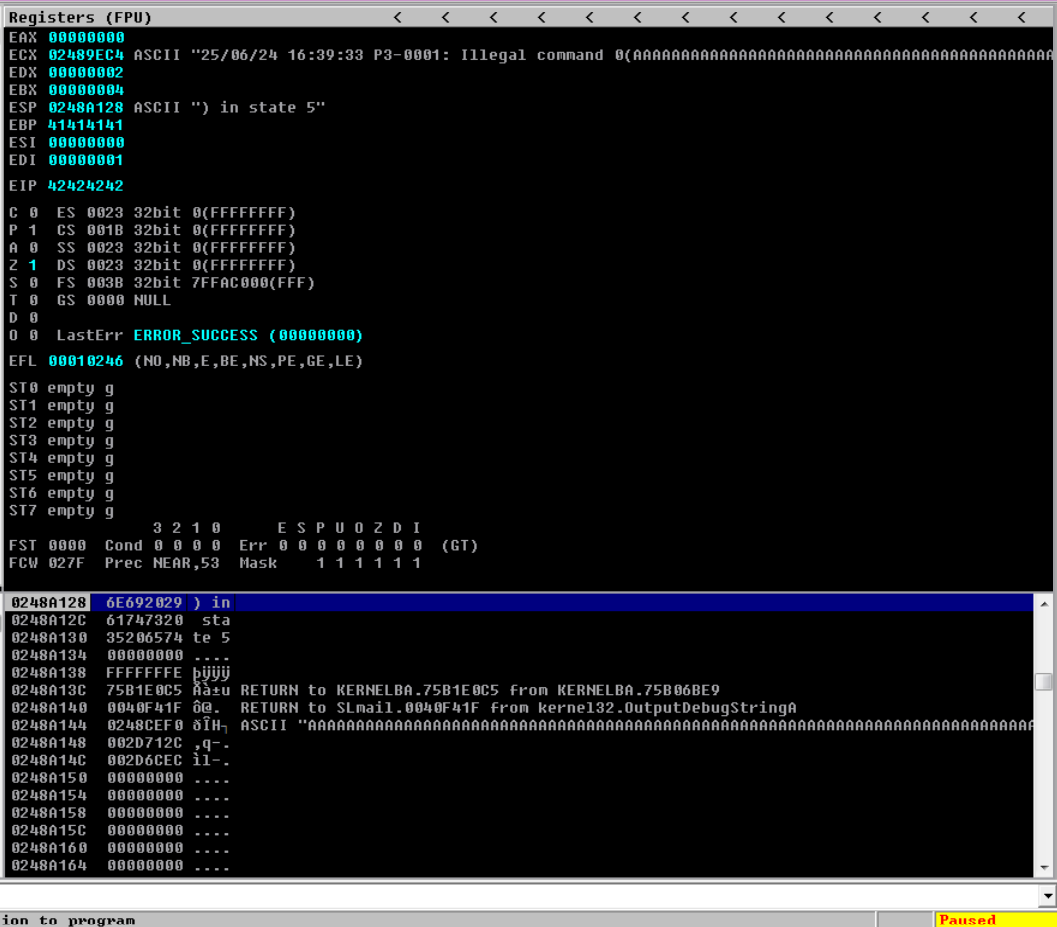 Registers (FPU) < < < < < < < < < < < < < <
EAX 00000000
ECX 02489EC4 ASCII "25/06/24 16:39:33 P3-0001: Illegal command 0(AAAAAAAAAAAAAAAAAAAAAAAAAAAAAAAAAAAAAAAAAAAA
EDX 00000002
EBX 00000004
ESP 0248A128 ASCII ") in state 5"
EBP 41414141
ESI 00000000
EDI 00000001
EIP 42424242
C 0 ES 0023 32bit 0(FFFFFFFF)
P 1 CS 001B 32bit 0(FFFFFFFF)
A 0 SS 0023 32bit 0(FFFFFFFF)
Z 1 DS 0023 32bit 0(FFFFFFFF)
S 0 FS 003B 32bit 7FFAC000(FFF)
T 0 GS 0000 NULL
D 0
O 0 LastErr ERROR_SUCCESS (00000000)
EFL 00010246 (NO,NB,E,BE,NS,PE,GE,LE)
ST0 empty g
ST1 empty g
ST2 empty g
ST3 empty g
ST4 empty g
ST5 empty g
ST6 empty g
ST7 empty g
3 2 1 0 E S P U O Z D I
FST 0000 Cond 0 0 0 0 Err 0 0 0 0 0 0 0 0 (GT)
FCW 027F Prec NEAR,53 Mask 1 1 1 1 1 1
0248A128 6E692029 ) in
0248A12C 61747320 sta
0248A130 35206574 te 5
0248A134 00000000 ....
0248A138 FFFFFFFE þÿÿÿ
0248A13C 75B1E0C5 Åà±u RETURN to KERNELBA.75B1E0C5 from KERNELBA.75B06BE9
0248A140 0040F41F ô@. RETURN to SLmail.0040F41F from kernel32.OutputDebugStringA
0248A144 0248CEF0 ðÎH┐ ASCII "AAAAAAAAAAAAAAAAAAAAAAAAAAAAAAAAAAAAAAAAAAAAAAAAAAAAAAAAAAAAAAAAAAAAAAAAAAA
0248A148 002D712C ,q-.
0248A14C 002D6CEC ìl-.
0248A150 00000000 ....
0248A154 00000000 ....
0248A158 00000000 ....
0248A15C 00000000 ....
0248A160 00000000 ....
0248A164 00000000 ....
ion to program
Paused